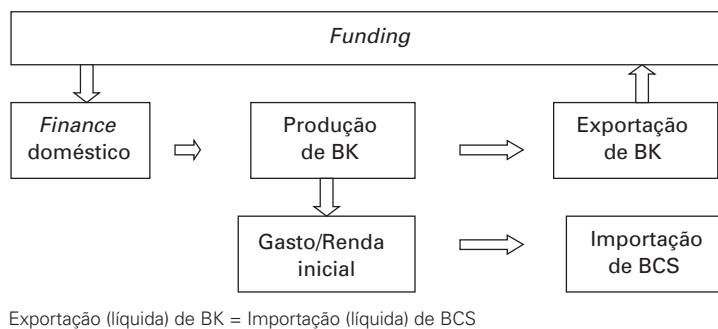 Funding
Finance
doméstico
Produção
de BK
Exportação
de BK
Gasto/Renda
inicial
Importação
de BCS
Exportação (líquida) de BK = Importação (líquida) de BCS